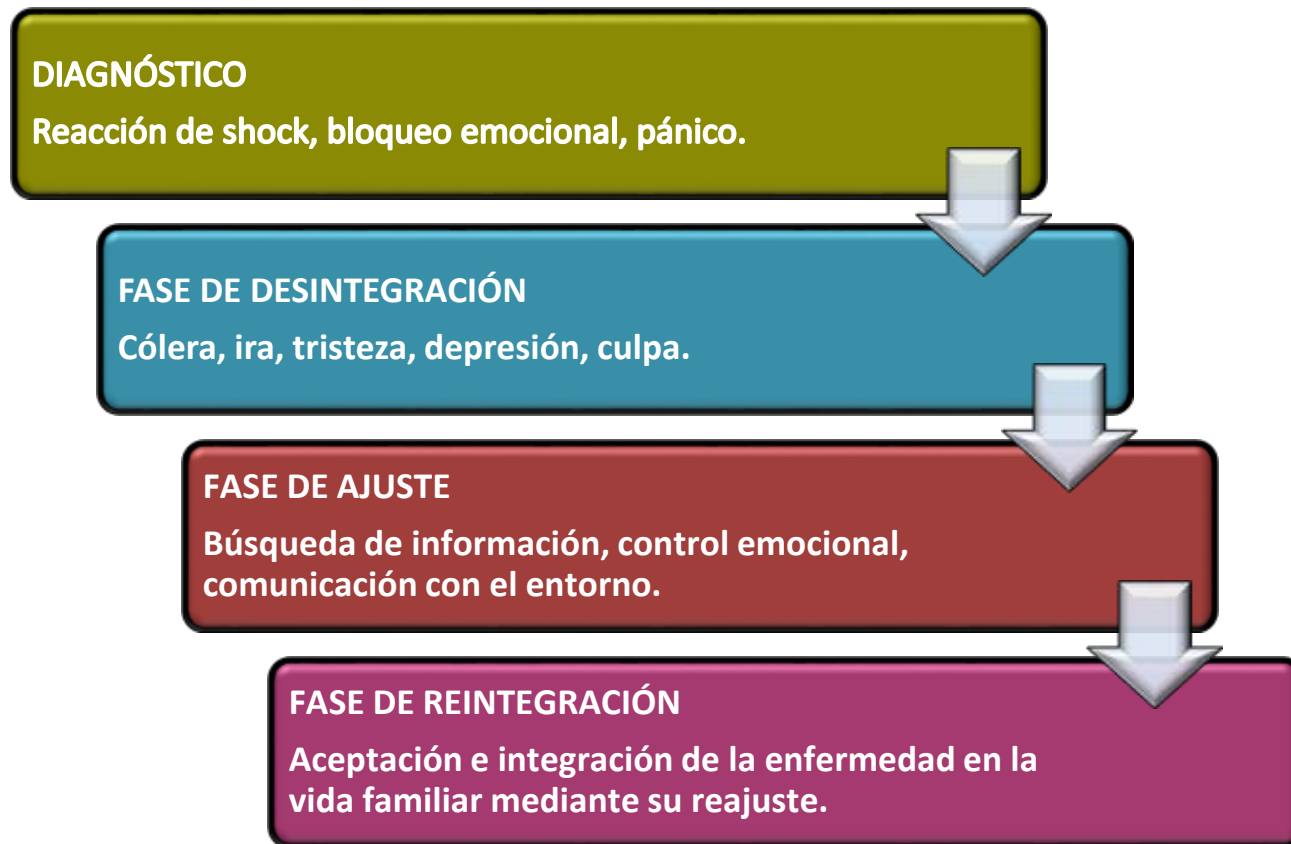 DIAGNÓSTICO
Reacción de shock, bloqueo emocional, pánico.
FASE DE DESINTEGRACIÓN
Cólera, ira, tristeza, depresión, culpa.
FASE DE AJUSTE
Búsqueda de información, control emocional,
comunicación con el entorno.
FASE DE REINTEGRACIÓN
Aceptación e integración de la enfermedad en la
vida familiar mediante su reajuste.